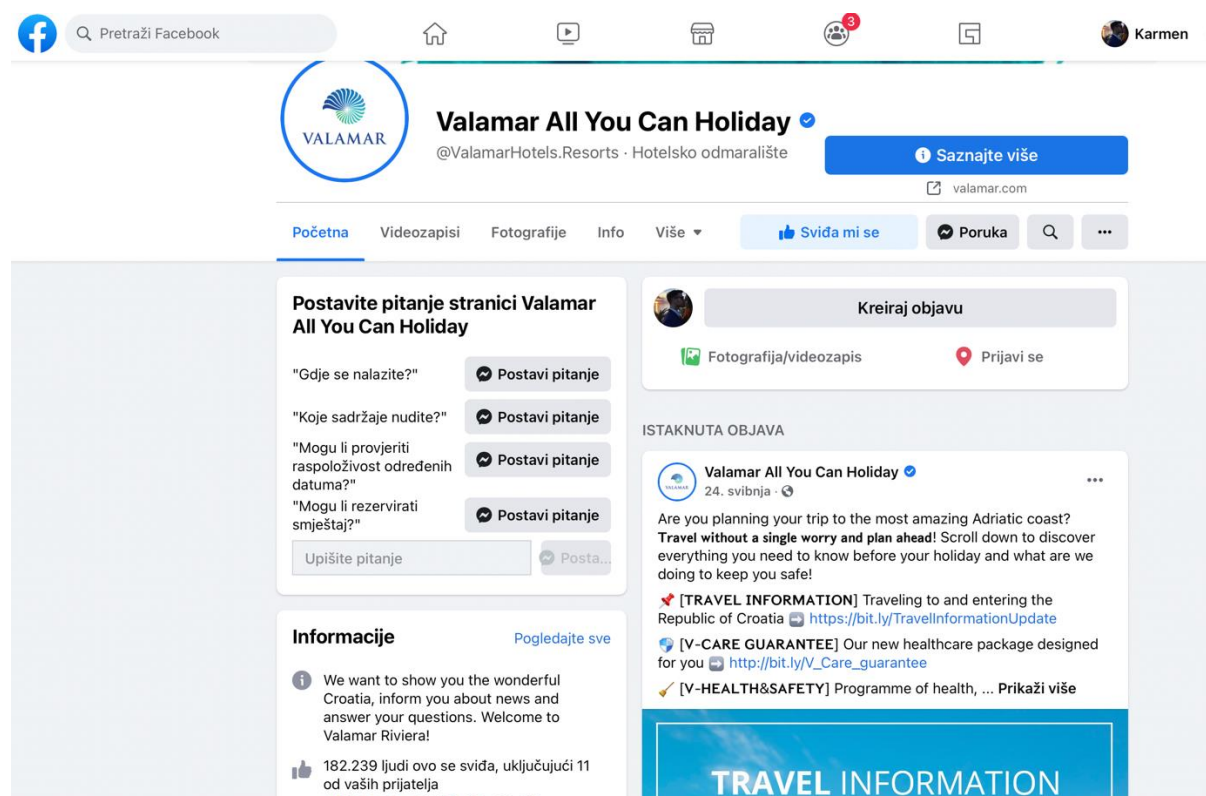 Pretraži Facebook
3
Karmen
VALAMAR
Valamar All You Can Holiday
@ValamarHotels.Resorts · Hotelsko odmaralište
Saznajte više
valamar.com
Početna
Videozapisi
Fotografije
Info
Više
Sviđa mi se
Poruka
Postavite pitanje stranici Valamar
All You Can Holiday
"Gdje se nalazite?"
Postavi pitanje
"Koje sadržaje nudite?"
Postavi pitanje
"Mogu li provjeriti
raspoloživost određenih
datuma?"
Postavi pitanje
"Mogu li rezervirati
smještaj?"
Postavi pitanje
Upišite pitanje
Posta...
Informacije
Pogledajte sve
We want to show you the wonderful
Croatia, inform you about news and
answer your questions. Welcome to
Valamar Riviera!
182.239 ljudi ovo se sviđa, uključujući 11
od vaših prijatelja
Kreiraj objavu
Fotografija/videozapis
Prijavi se
ISTAKNUTA OBJAVA
VALAMAR
Valamar All You Can Holiday
24. svibnja ·
Are you planning your trip to the most amazing Adriatic coast?
Travel without a single worry and plan ahead! Scroll down to discover
everything you need to know before your holiday and what are we
doing to keep you safe!
📌 [TRAVEL INFORMATION] Traveling to and entering the
Republic of Croatia ➡️ https://bit.ly/TravelInformationUpdate
[V-CARE GUARANTEE] Our new healthcare package designed
for you ➡️ http://bit.ly/V_Care_guarantee
🧹 [V-HEALTH&SAFETY] Programme of health, ... Prikaži više
TRAVEL INFORMATION